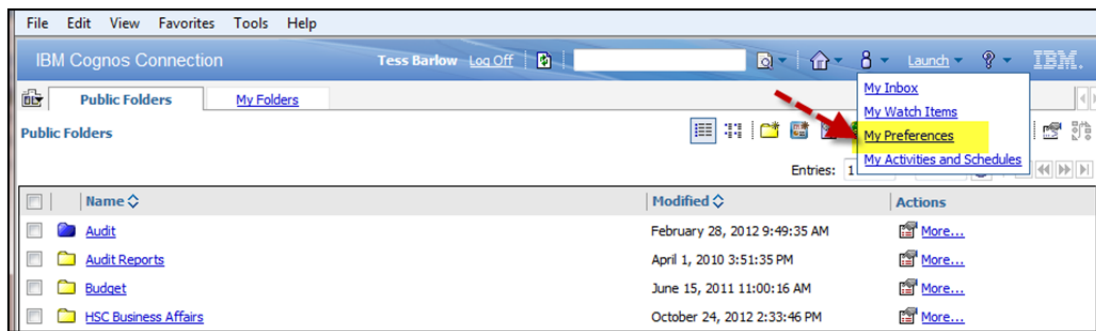 File Edit View Favorites Tools Help
IBM Cognos Connection Tess Barlow Log Off Launch IBM.
Public Folders My Folders My Inbox
My Watch Items
Public Folders My Preferences
My Activities and Schedules
Entries: 1
Name Modified Actions
Audit February 28, 2012 9:49:35 AM More...
Audit Reports April 1, 2010 3:51:35 PM More...
Budget June 15, 2011 11:00:16 AM More...
HSC Business Affairs October 24, 2012 2:33:46 PM More...